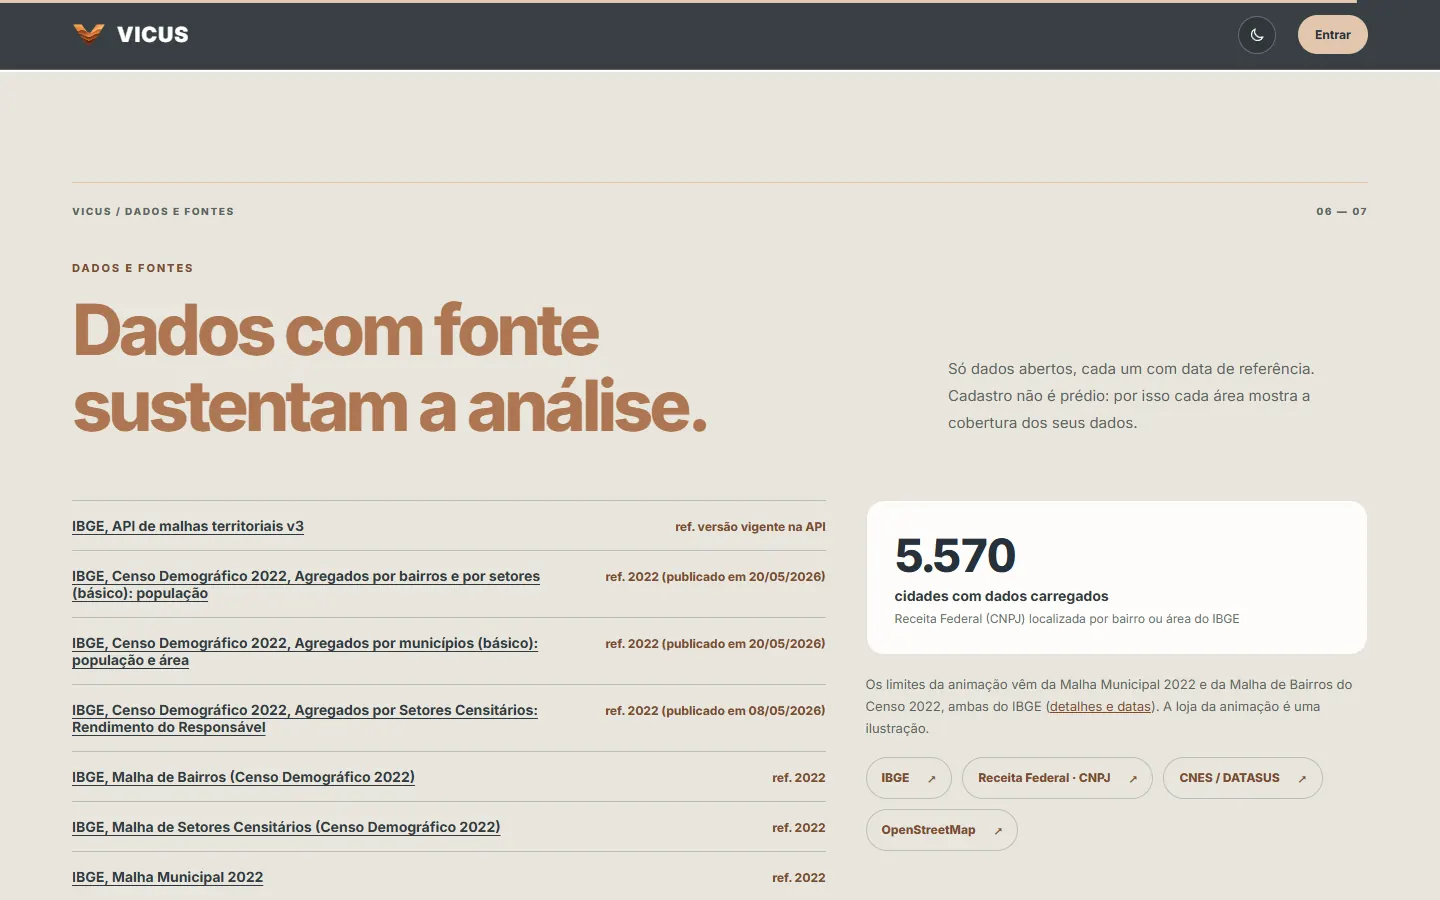 VICUS
Entrar
VICUS / DADOS E FONTES
06 — 07
DADOS E FONTES
Dados com fonte
sustentam a análise.
Só dados abertos, cada um com data de referência.
Cadastro não é prédio: por isso cada área mostra a
cobertura dos seus dados.
IBGE, API de malhas territoriais v3
ref. versão vigente na API
IBGE, Censo Demográfico 2022, Agregados por bairros e por setores
(básico): população
ref. 2022 (publicado em 20/05/2026)
IBGE, Censo Demográfico 2022, Agregados por municípios (básico):
população e área
ref. 2022 (publicado em 20/05/2026)
IBGE, Censo Demográfico 2022, Agregados por Setores Censitários:
Rendimento do Responsável
ref. 2022 (publicado em 08/05/2026)
IBGE, Malha de Bairros (Censo Demográfico 2022)
ref. 2022
IBGE, Malha de Setores Censitários (Censo Demográfico 2022)
ref. 2022
IBGE, Malha Municipal 2022
ref. 2022
5.570
cidades com dados carregados
Receita Federal (CNPJ) localizada por bairro ou área do IBGE
Os limites da animação vêm da Malha Municipal 2022 e da Malha de Bairros do
Censo 2022, ambas do IBGE (detalhes e datas). A loja da animação é uma
ilustração.
IBGE ↗
Receita Federal · CNPJ ↗
CNES / DATASUS ↗
OpenStreetMap ↗